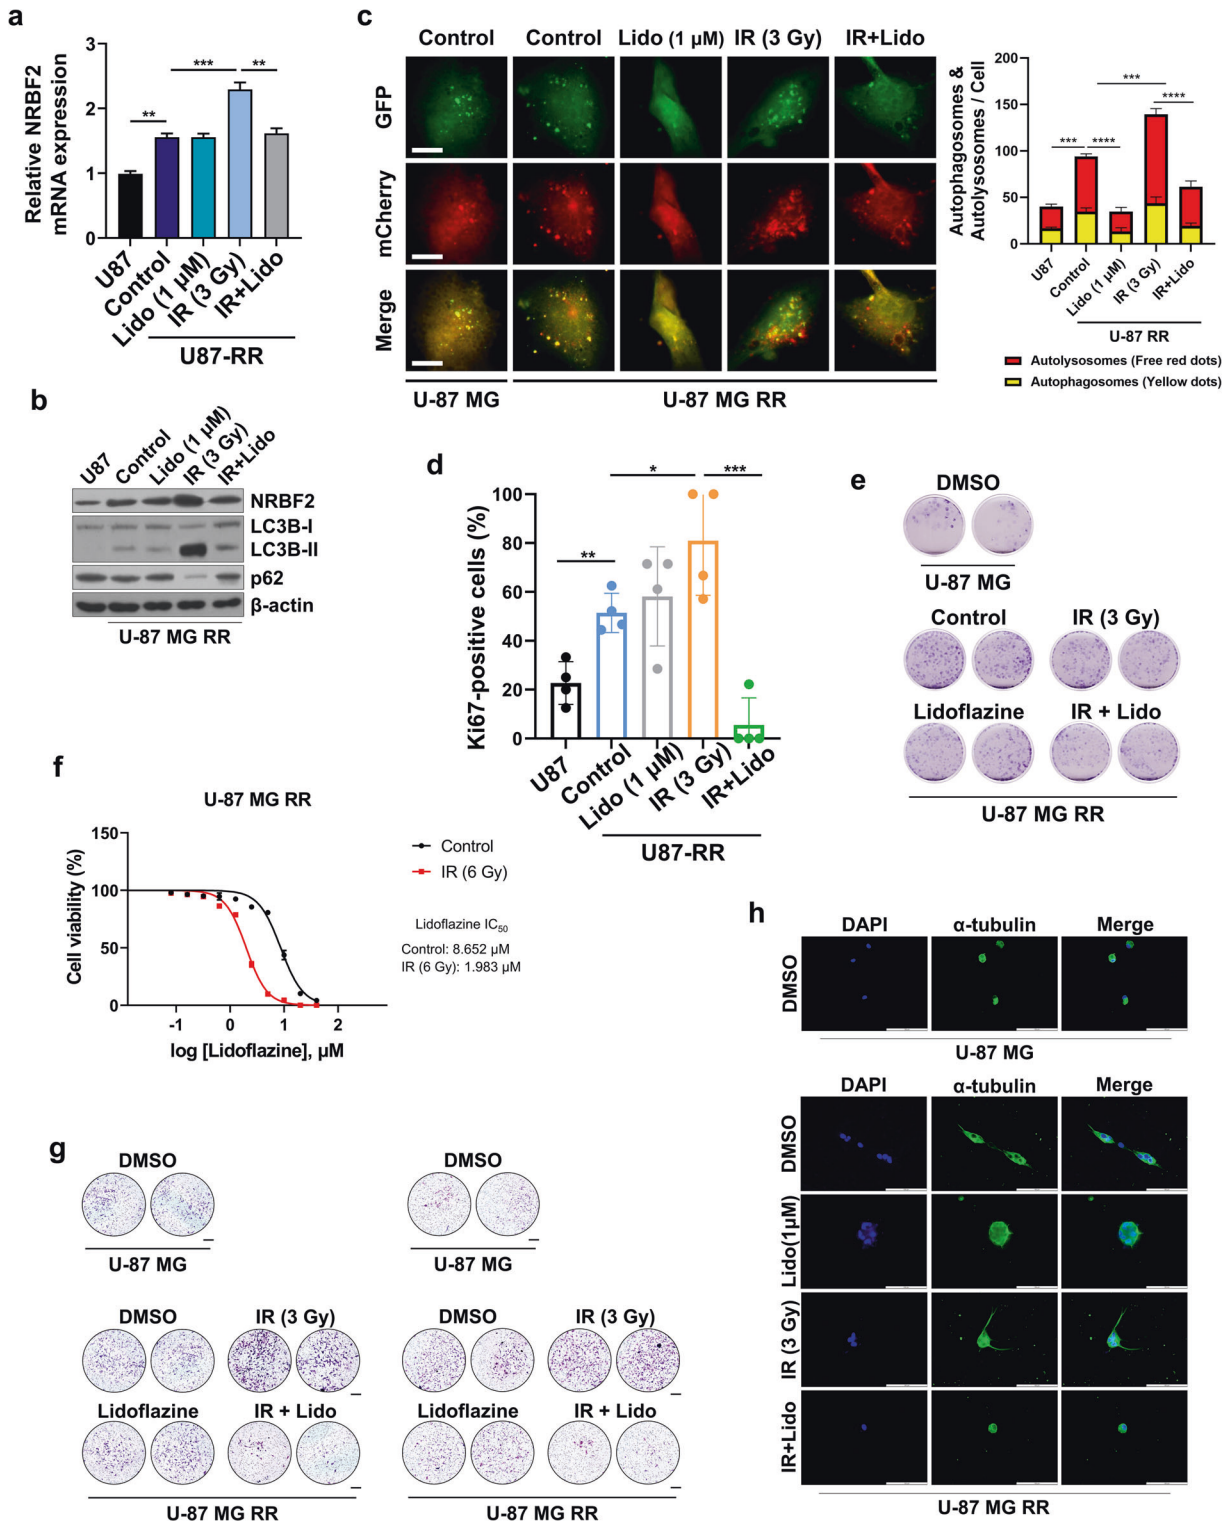 a
Relative NRBF2
mRNA expression
3
2
1
0
***
**
**
U87
Control
Lido (1 µM)
IR (3 Gy)
IR+Lido
U87-RR
b
U87
Control
Lido (1 µM)
IR (3 Gy)
IR+Lido
NRBF2
LC3B-I
LC3B-II
p62
β-actin
U-87 MG RR
c
Control
Control
Lido (1 µM)
IR (3 Gy)
IR+Lido
GFP
mCherry
Merge
U-87 MG
U-87 MG RR
Autophagosomes &
Autolysosomes / Cell
200
150
100
50
0
***
****
***
****
U87
Control
Lido (1 µM)
IR (3 Gy)
IR+Lido
U-87 RR
Autolysosomes (Free red dots)
Autophagosomes (Yellow dots)
d
Ki67-positive cells (%)
100
80
60
40
20
0
*
***
**
U87
Control
Lido (1 µM)
IR (3 Gy)
IR+Lido
U87-RR
e
DMSO
U-87 MG
Control
IR (3 Gy)
Lidoflazine
IR + Lido
U-87 MG RR
f
U-87 MG RR
Cell viability (%)
150
100
50
0
-1
0
1
2
log [Lidoflazine], µM
Control
IR (6 Gy)
Lidoflazine IC50
Control: 8.652 µM
IR (6 Gy): 1.983 µM
g
DMSO
U-87 MG
DMSO
IR (3 Gy)
Lidoflazine
IR + Lido
U-87 MG RR
DMSO
U-87 MG
DMSO
IR (3 Gy)
Lidoflazine
IR + Lido
U-87 MG RR
h
DAPI
α-tubulin
Merge
DMSO
U-87 MG
DAPI
α-tubulin
Merge
DMSO
Lido(1µM)
IR (3 Gy)
IR+Lido
U-87 MG RR